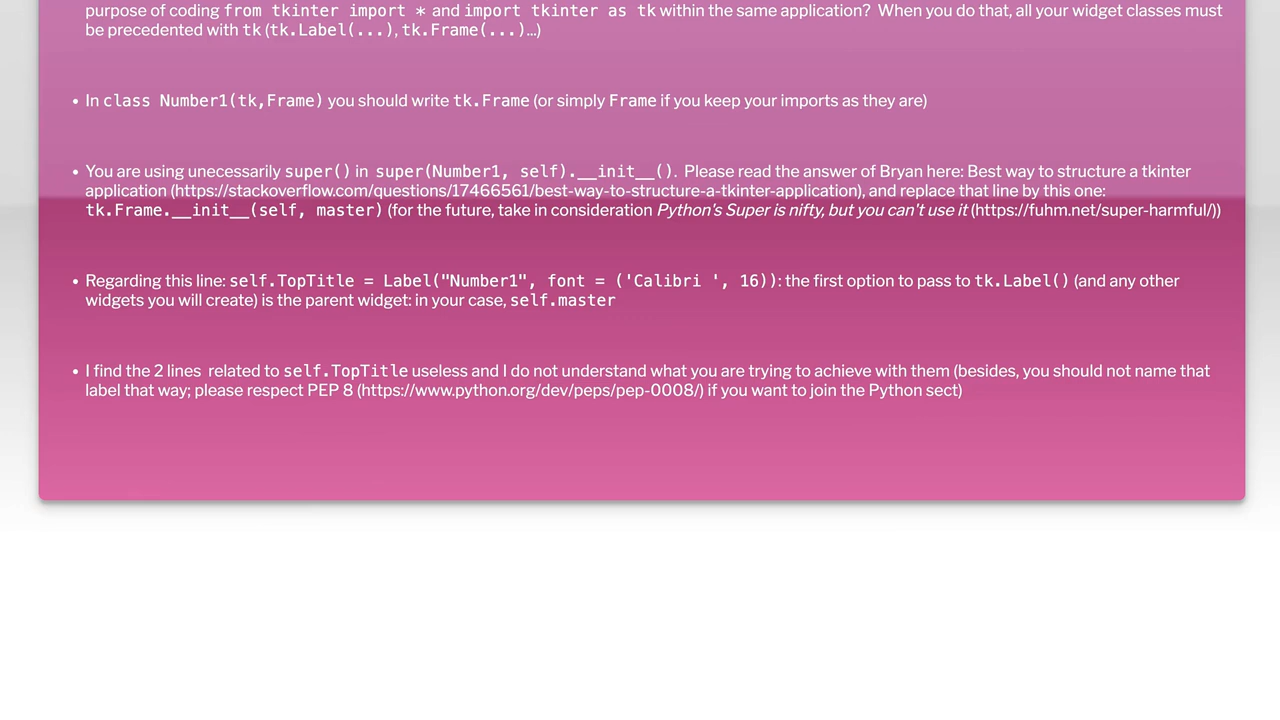 purpose of coding from tkinter import * and import tkinter as tk within the same application?  When you do that, all your widget classes must
be precedented with tk (tk.Label(...), tk.Frame(...)…)
• In class Number1(tk,Frame) you should write tk.Frame (or simply Frame if you keep your imports as they are)
• You are using unecessarily super() in super(Number1, self).__init__().  Please read the answer of Bryan here: Best way to structure a tkinter
application (https://stackoverflow.com/questions/17466561/best-way-to-structure-a-tkinter-application), and replace that line by this one:
tk.Frame.__init__(self, master) (for the future, take in consideration Python's Super is nifty, but you can't use it (https://fuhm.net/super-harmful/))
• Regarding this line: self.TopTitle = Label("Number1", font = ('Calibri ', 16)): the first option to pass to tk.Label() (and any other
widgets you will create) is the parent widget: in your case, self.master
• I find the 2 lines  related to self.TopTitle useless and I do not understand what you are trying to achieve with them (besides, you should not name that
label that way; please respect PEP 8 (https://www.python.org/dev/peps/pep-0008/) if you want to join the Python sect)